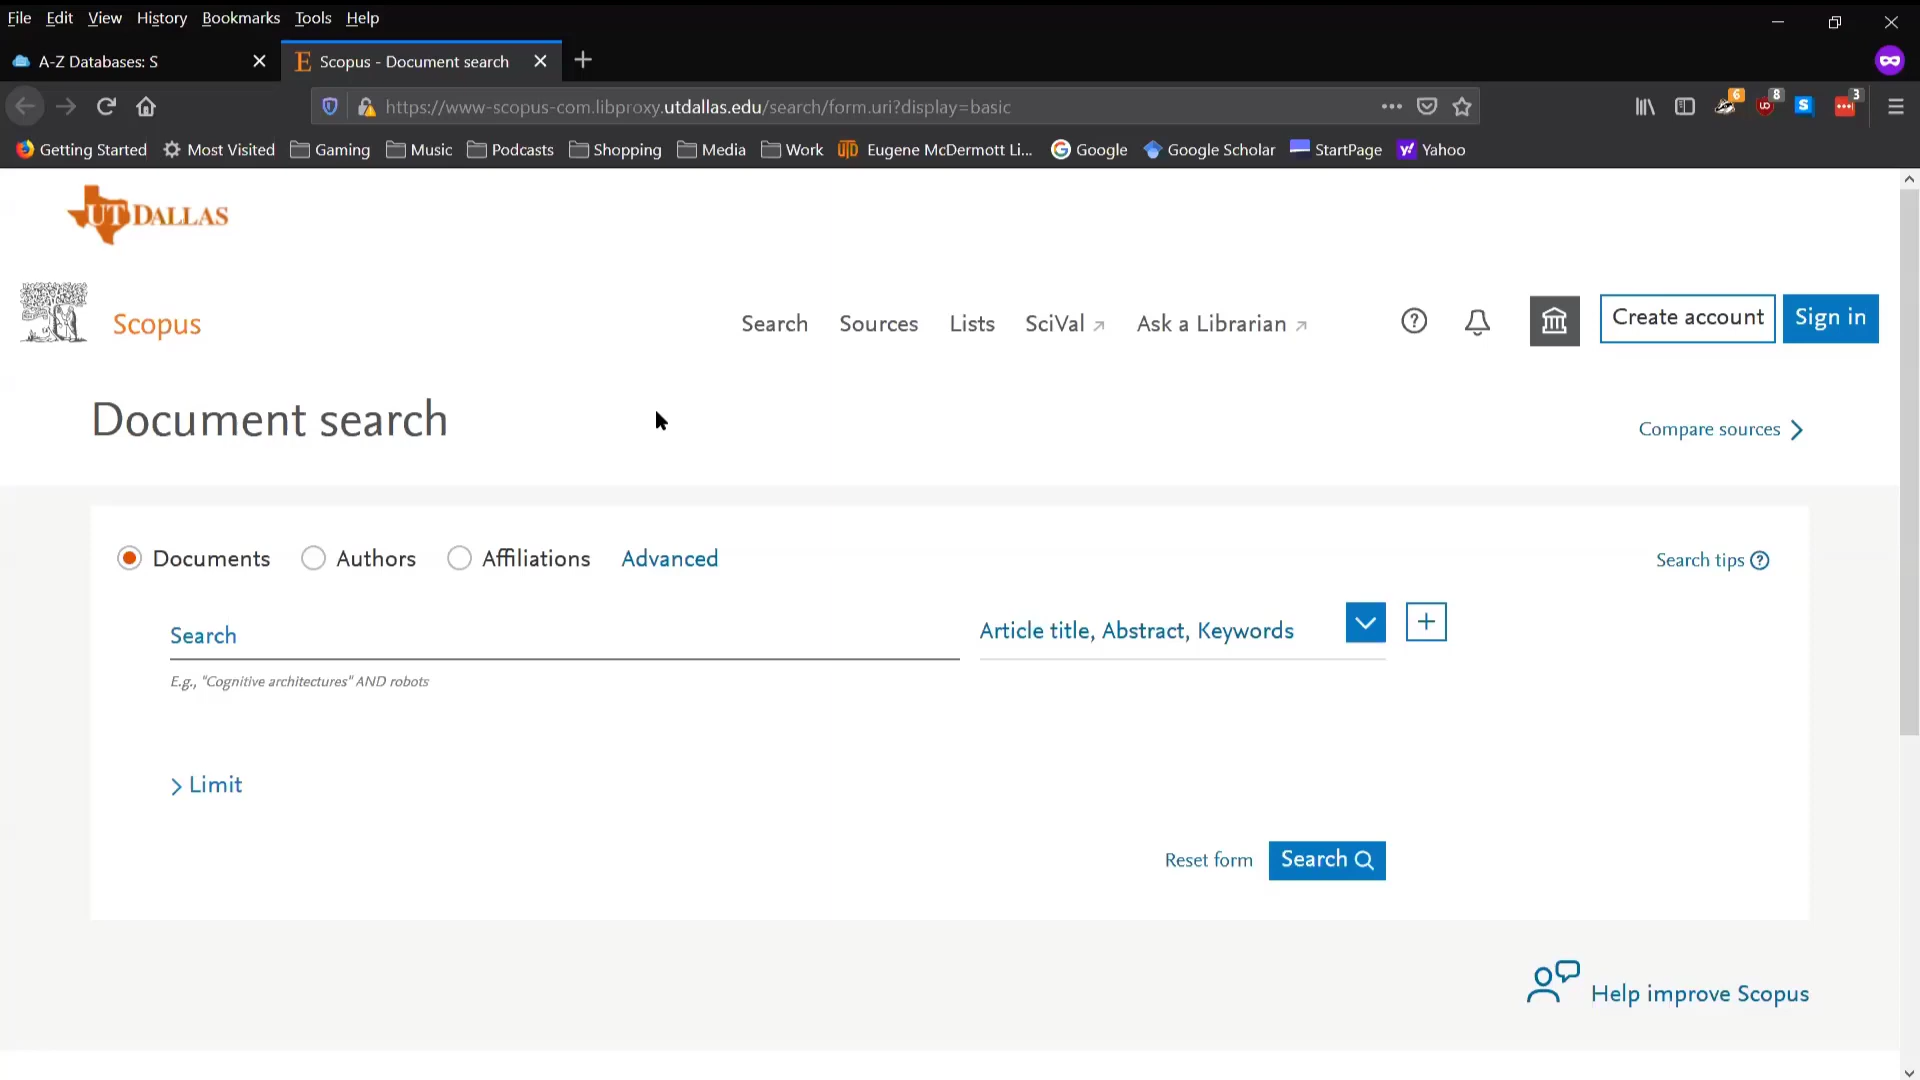 File Edit View History Bookmarks Tools Help
A-Z Databases: S
E Scopus - Document search
https://www-scopus-com.libproxy.utdallas.edu/search/form.uri?display=basic
6 8 S 3
Getting Started Most Visited Gaming Music Podcasts Shopping Media Work UTD Eugene McDermott Li... Google Google Scholar StartPage Yahoo
UT DALLAS
Scopus
Search Sources Lists SciVal Ask a Librarian Create account Sign in
Document search
Compare sources
Documents Authors Affiliations Advanced
Search tips
Search
Article title, Abstract, Keywords
E.g., "Cognitive architectures" AND robots
Limit
Reset form Search
Help improve Scopus